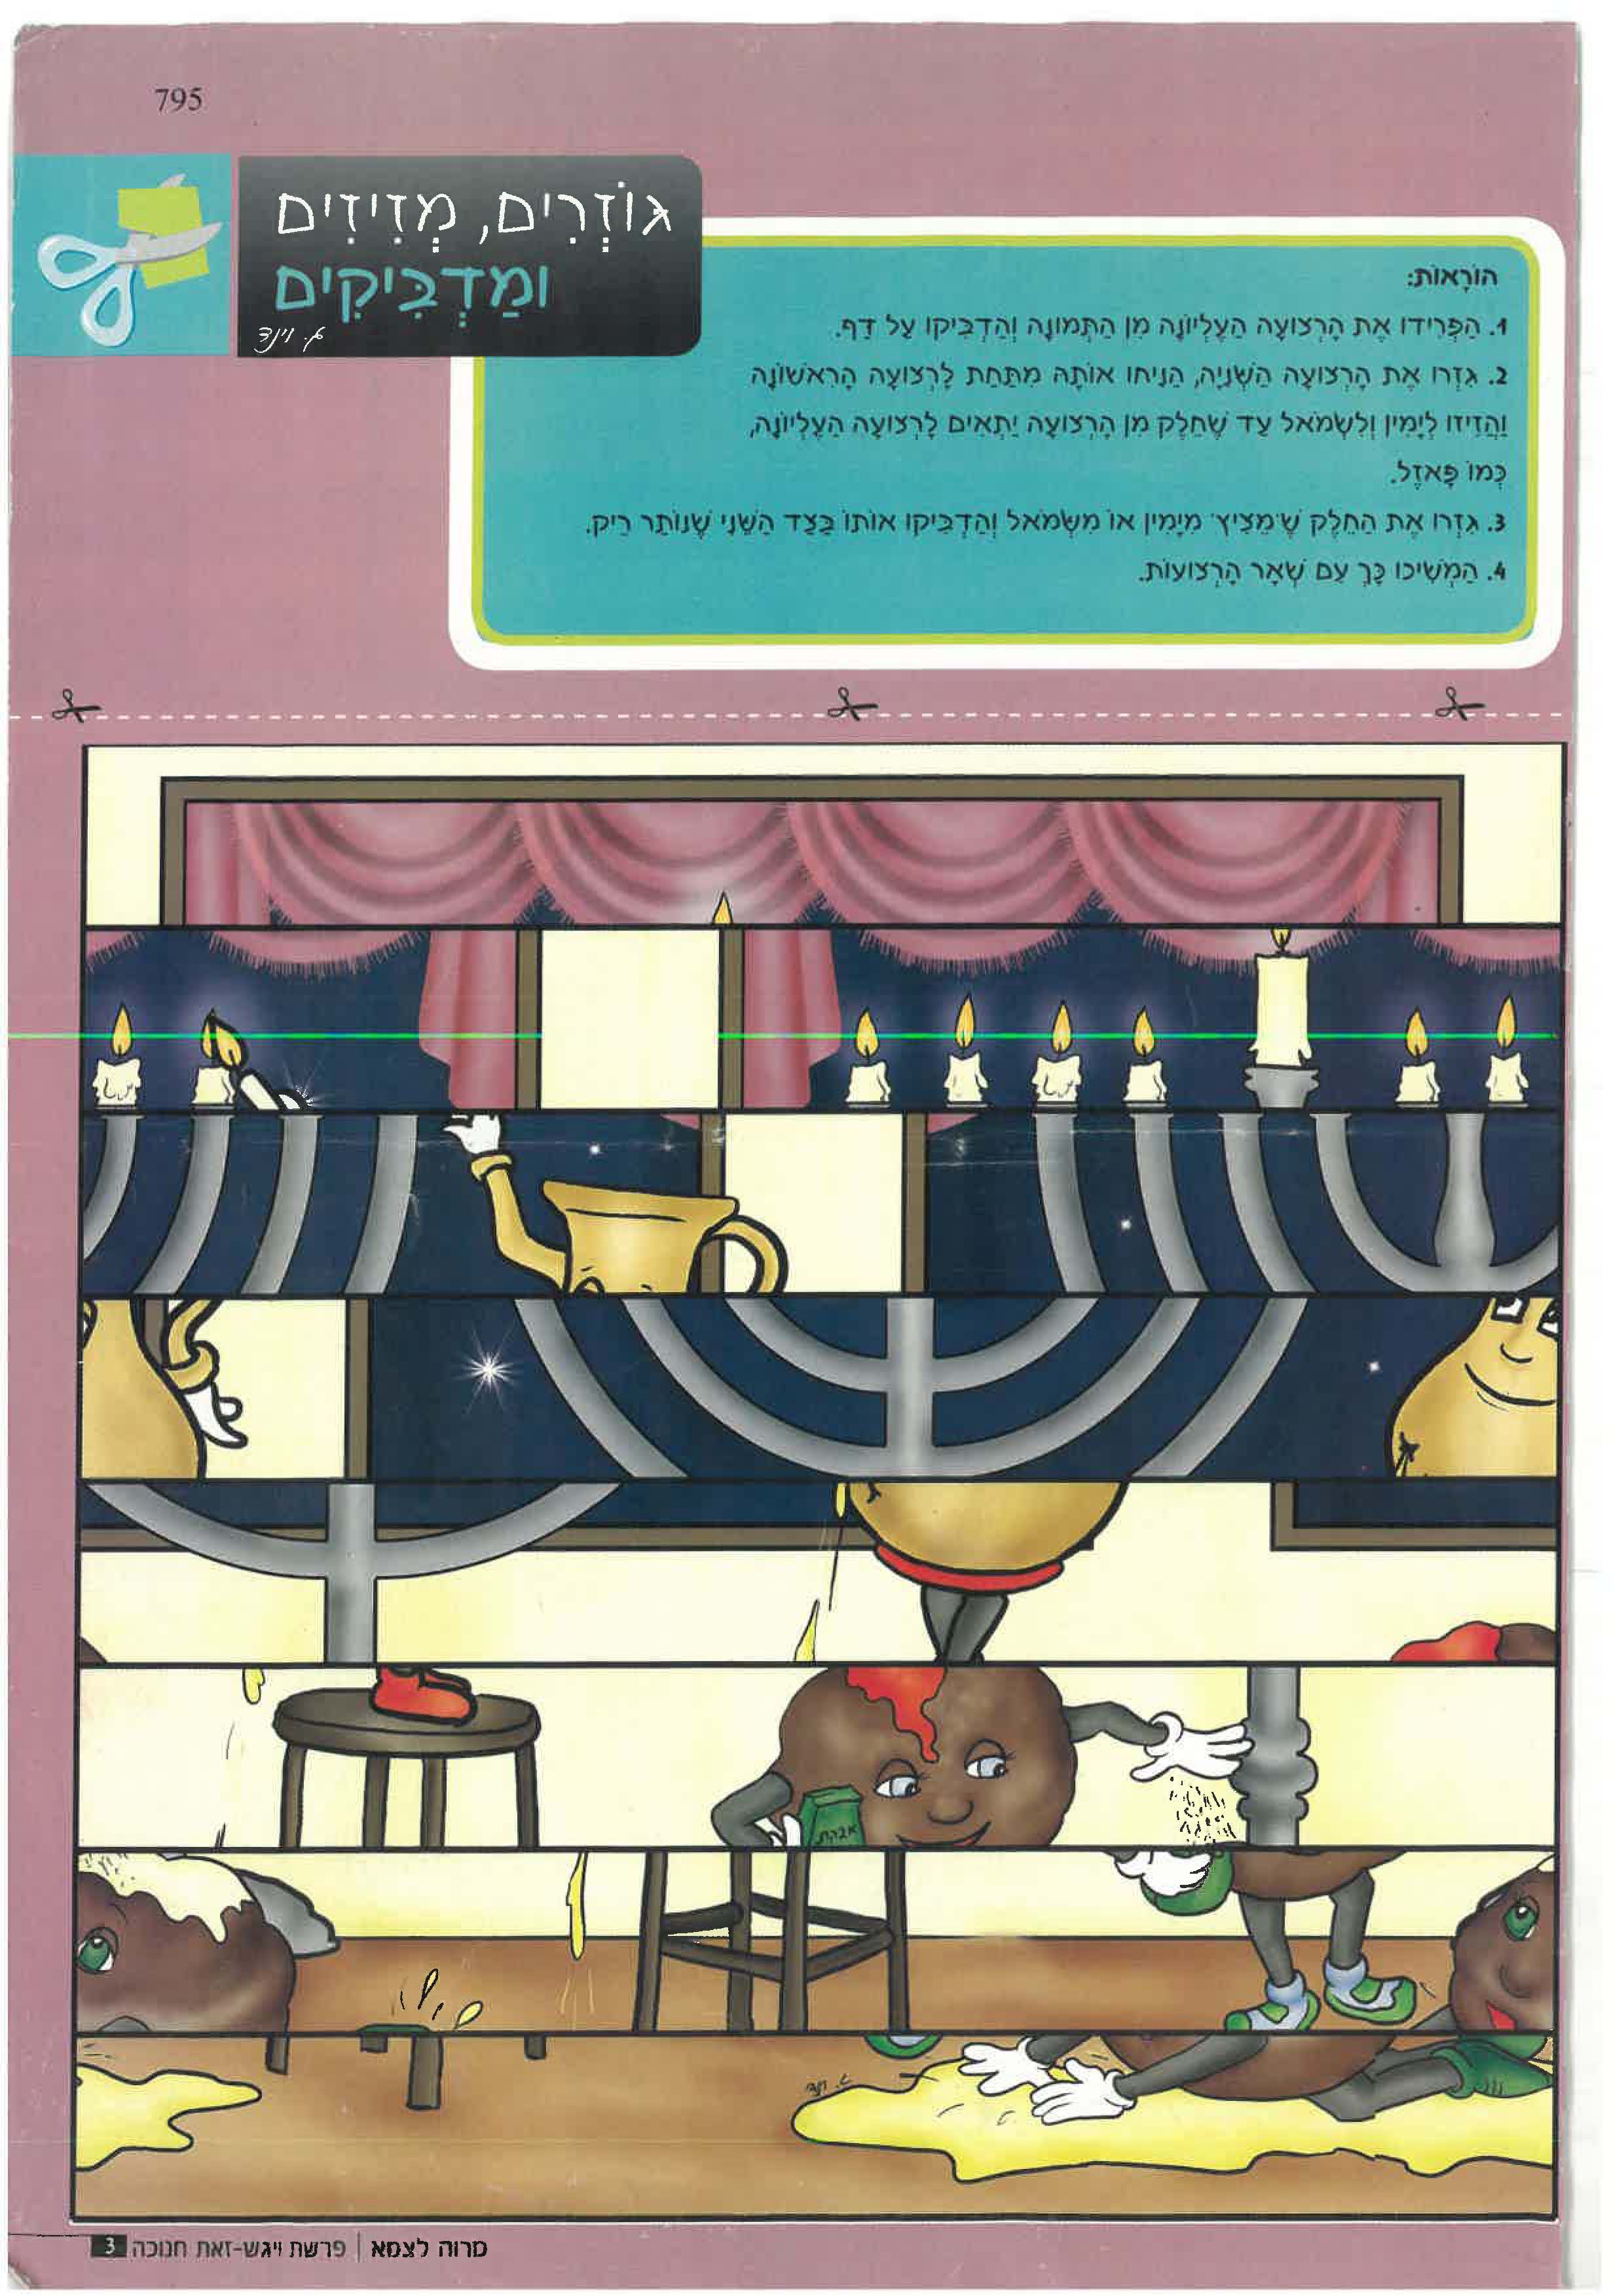 795
גּוֹזְרִים, מְזִיזִים
וּמַדְבִּיקִים
ג. וינד
הוֹרָאוֹת:
1. הַפְרִידוּ אֶת הָרְצוּעָה הָעֶלְיוֹנָה מִן הַתְּמוּנָה וְהַדְבִּיקוּ עַל דַּף.
2. גִּזְרוּ אֶת הָרְצוּעָה הַשְּׁנִיָּה, הַנִּיחוּ אוֹתָהּ מִתַּחַת לָרְצוּעָה הָרִאשׁוֹנָה
וַהֲזִיזוּ לְיָמִין וְלִשְׂמֹאל עַד שֶׁחֵלֶק מִן הָרְצוּעָה יַתְאִים לָרְצוּעָה הָעֶלְיוֹנָה,
כְּמוֹ פָּאזֶל.
3. גִּזְרוּ אֶת הַחֵלֶק שֶׁ'מֵּצִיץ' מִיָּמִין אוֹ מִשְּׂמֹאל וְהַדְבִּיקוּ אוֹתוֹ בַּצַּד הַשֵּׁנִי שֶׁנּוֹתַר רֵיק.
4. הַמְשִׁיכוּ כָּךְ עִם שְׁאָר הָרְצוּעוֹת.
אבקת
מרוה לצמא | פרשת ויגש-זאת חנוכה 3